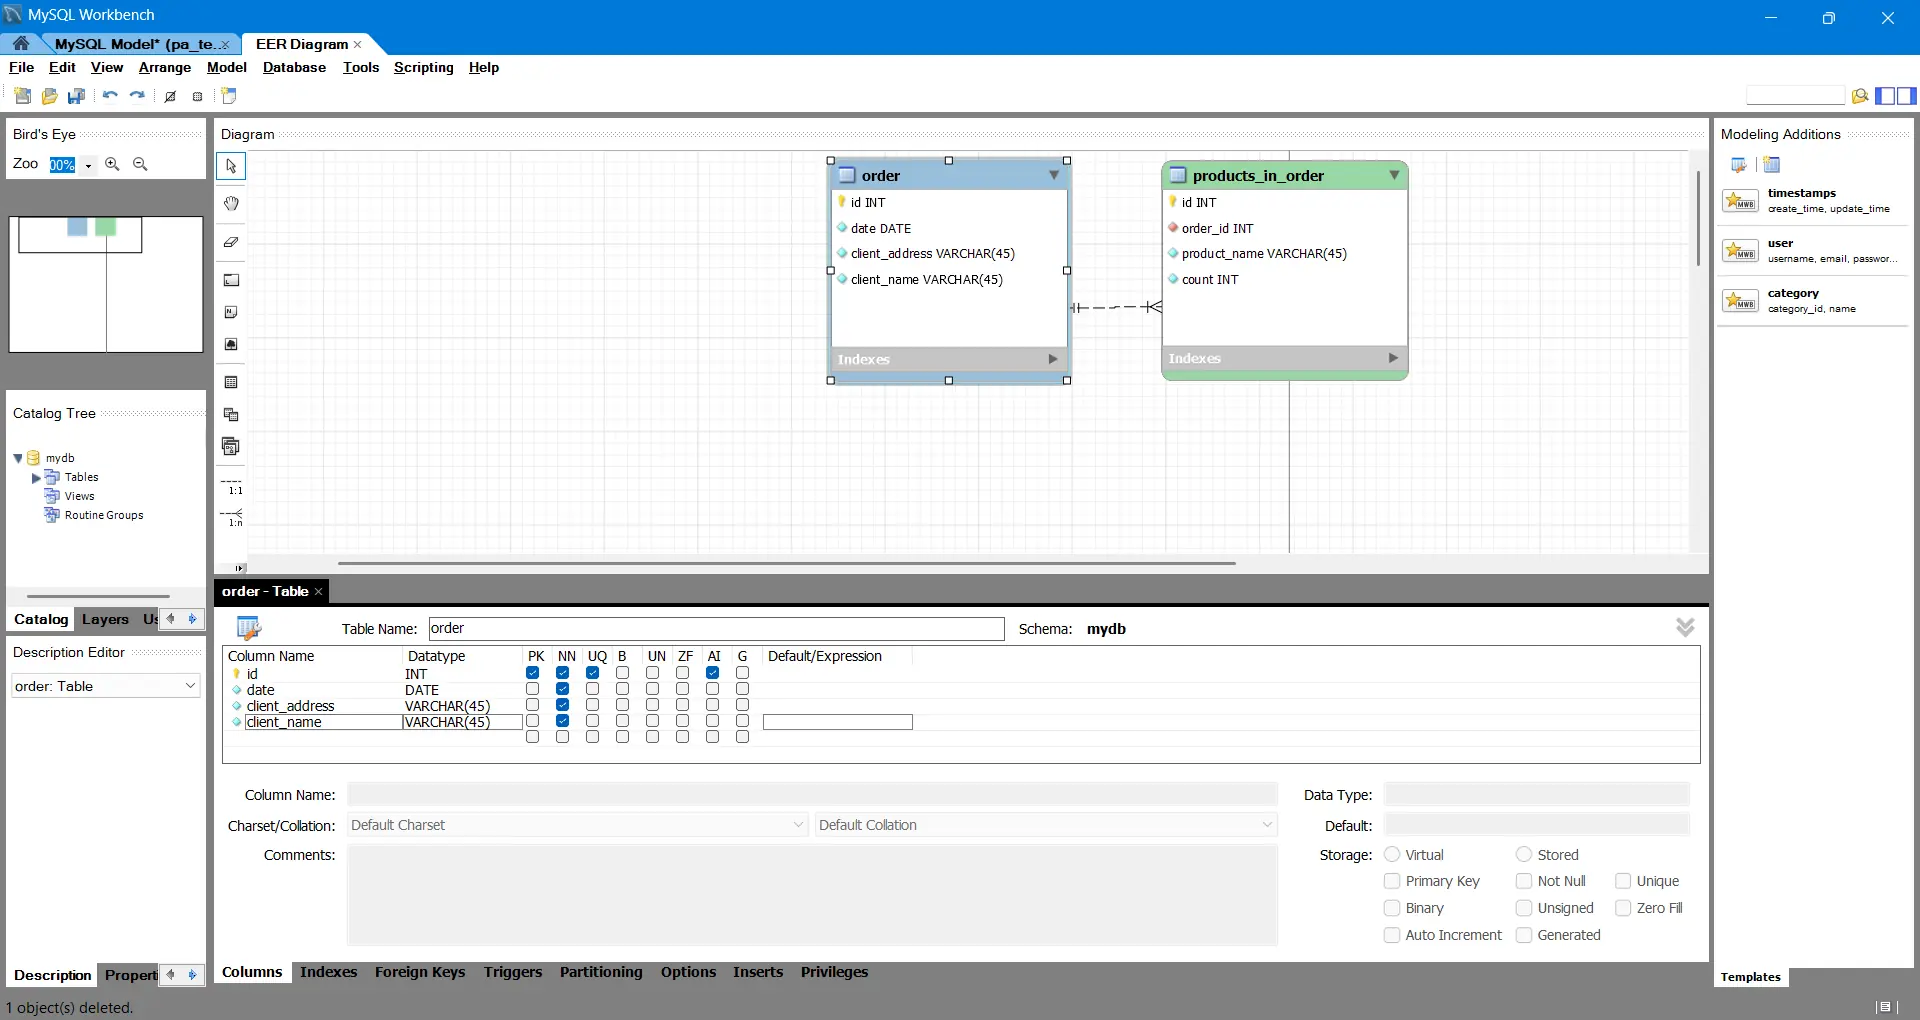 MySQL Workbench
MySQL Model* (pa_te..×
EER Diagram ×
File Edit View Arrange Model Database Tools Scripting Help
Bird's Eye
Zoo 00%
Diagram
Modeling Additions
order
id INT
date DATE
client_address VARCHAR(45)
client_name VARCHAR(45)
Indexes
products_in_order
id INT
order_id INT
product_name VARCHAR(45)
count INT
Indexes
MWB
timestamps
create_time, update_time
MWB
user
username, email, passwor...
MWB
category
category_id, name
Catalog Tree
mydb
Tables
Views
Routine Groups
1:1
1:n
Catalog Layers Us
order - Table ×
Table Name: order Schema: mydb
Column Name Datatype PK NN UQ B UN ZF AI G Default/Expression
id INT
date DATE
client_address VARCHAR(45)
client_name VARCHAR(45)
Description Editor
order: Table
Column Name: Data Type:
Charset/Collation: Default Charset Default Collation Default:
Comments: Storage: Virtual Stored
Primary Key Not Null Unique
Binary Unsigned Zero Fill
Auto Increment Generated
Columns Indexes Foreign Keys Triggers Partitioning Options Inserts Privileges
Description Propert
Templates
1 object(s) deleted.